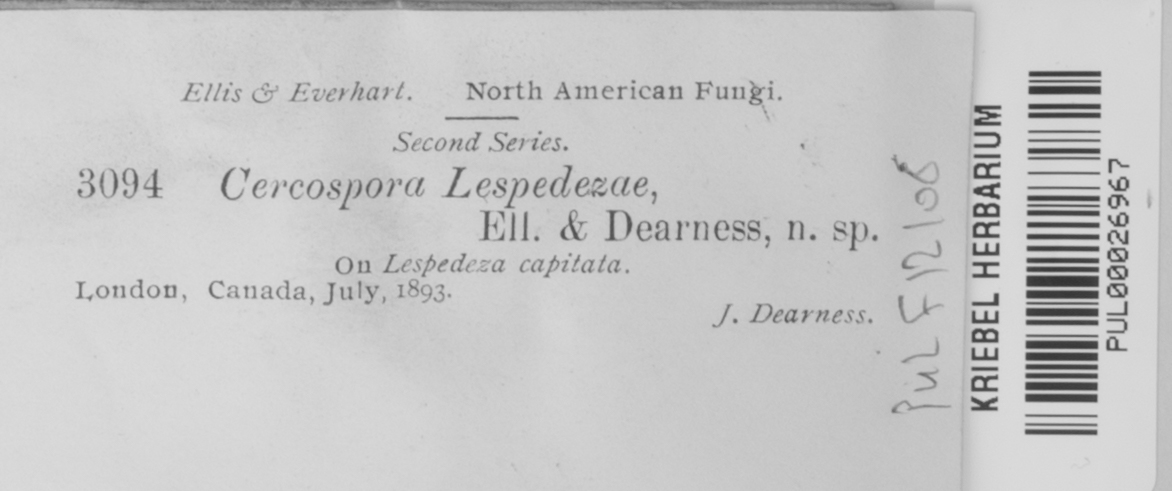 Ellis & Everhart. North American Fungi.
Second Series.
3094 Cercospora Lespedezae,
Ell. & Dearness, n. sp.
On Lespedeza capitata.
London, Canada, July, 1893.
J. Dearness.
PUL F12108
KRIEBEL HERBARIUM
PUL00026967